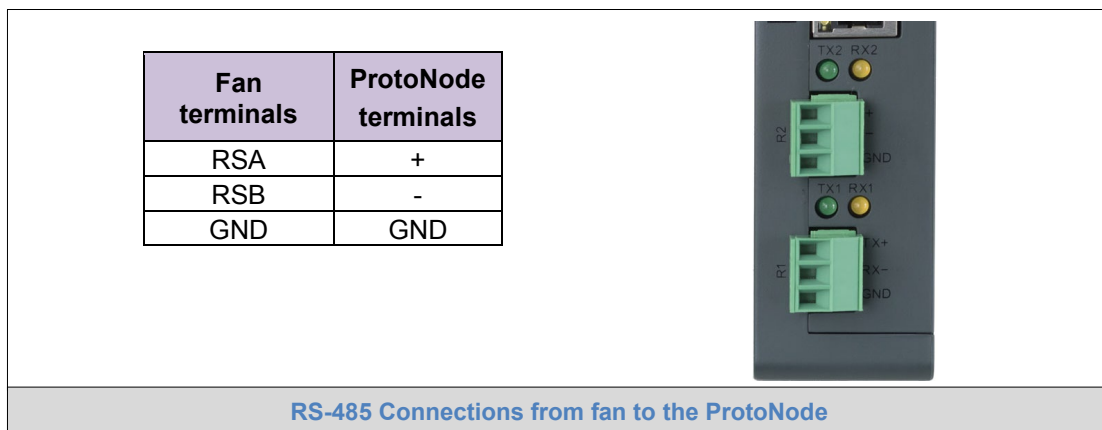 Fan terminals
ProtoNode terminals
RSA
+
RSB
-
GND
GND
TX2 RX2
+
-
R2
GND
TX1 RX1
TX+
RX-
R1
GND
RS-485 Connections from fan to the ProtoNode